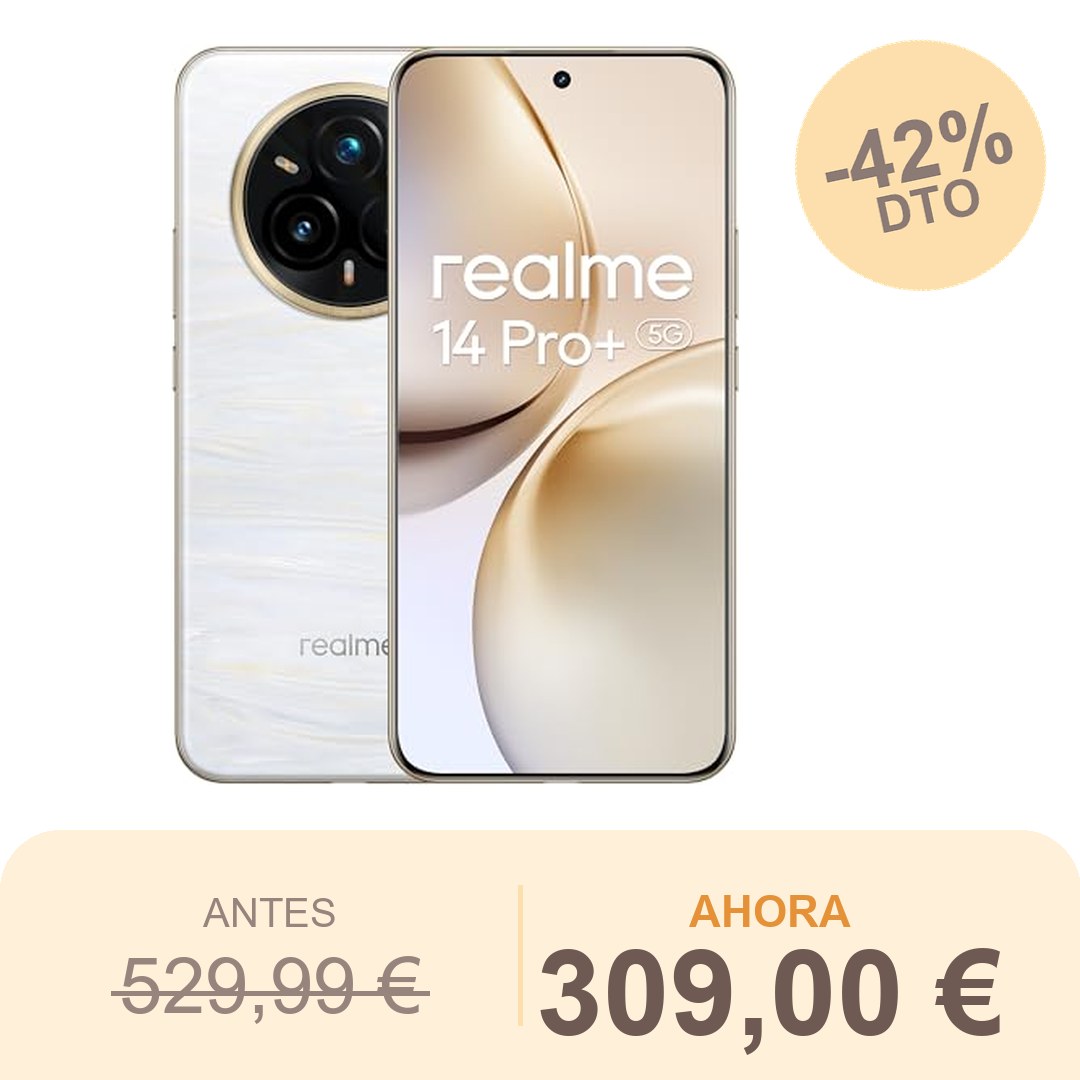 -42%
DTO
realme
14 Pro+ 5G
realme
ANTES
529,99 €
AHORA
309,00 €